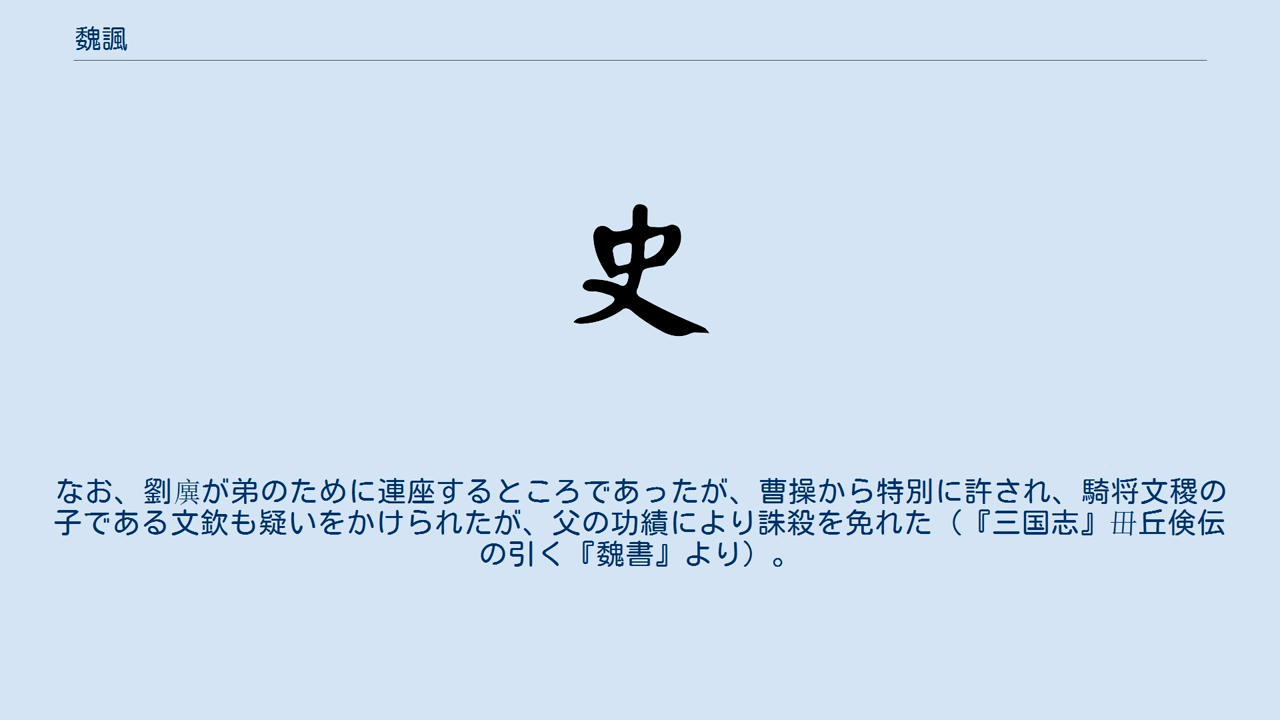 魏諷
史
なお、劉廙が弟のために連座するところであったが、曹操から特別に許され、騎将文稷の
子である文欽も疑いをかけられたが、父の功績により誅殺を免れた（『三国志』毌丘倹伝
の引く『魏書』より）。